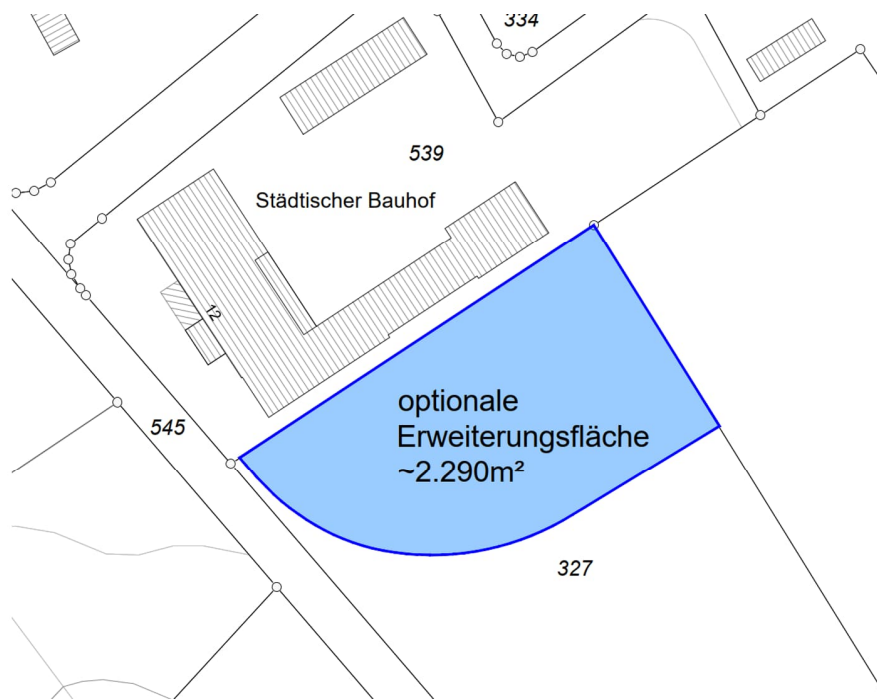 334
539
Städtischer Bauhof
12
optionale
Erweiterungsfläche
~2.290m²
545
327